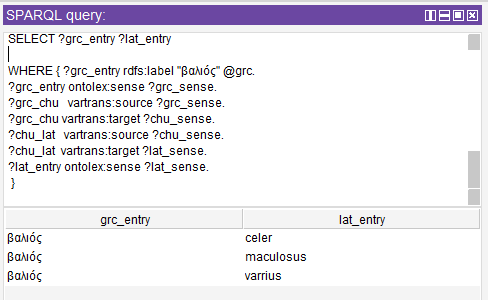 SPARQL query:
SELECT ?grc_entry ?lat_entry
WHERE { ?grc_entry rdfs:label "βαλιός" @grc.
?grc_entry ontolex:sense ?grc_sense.
?grc_chu vartrans:source ?grc_sense.
?grc_chu vartrans:target ?chu_sense.
?chu_lat vartrans:source ?chu_sense.
?chu_lat vartrans:target ?lat_sense.
?lat_entry ontolex:sense ?lat_sense.
}
grc_entry lat_entry
βαλιός celer
βαλιός maculosus
βαλιός varrius